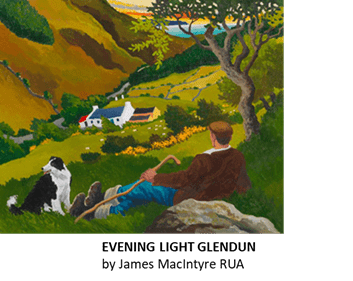 EVENING LIGHT GLENDUN
by James MacIntyre RUA